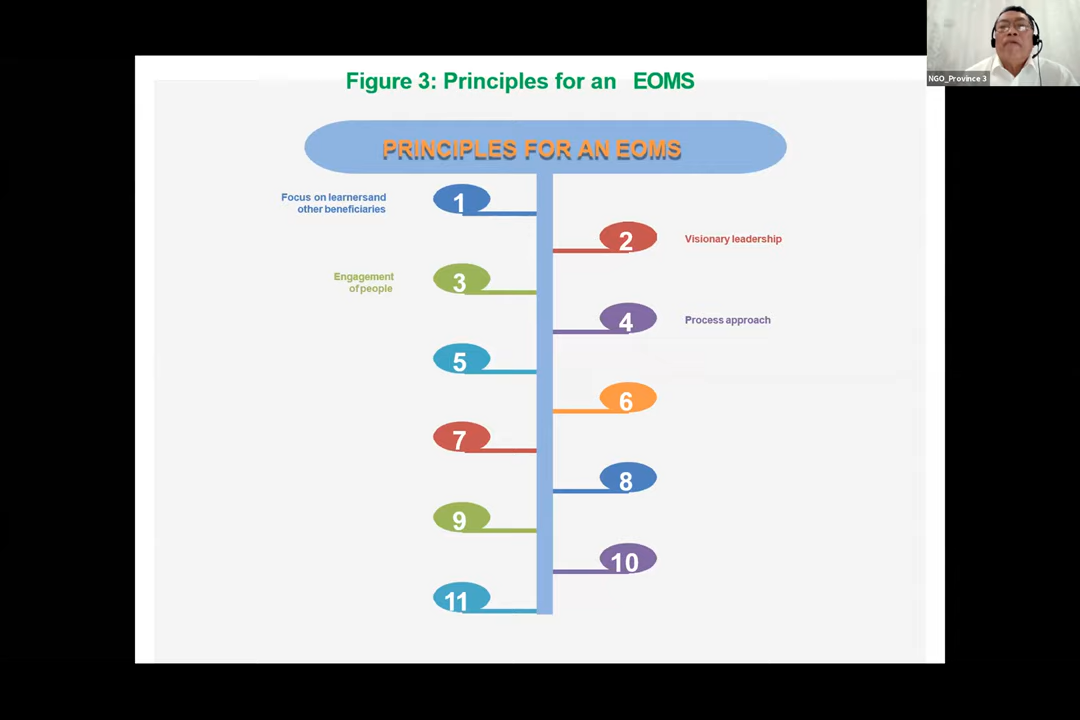 Figure 3: Principles for an EOMS
NGO_Province 3
PRINCIPLES FOR AN EOMS
Focus on learnersand
other beneficiaries
1
2
Visionary leadership
Engagement
of people
3
4
Process approach
5
6
7
8
9
10
11